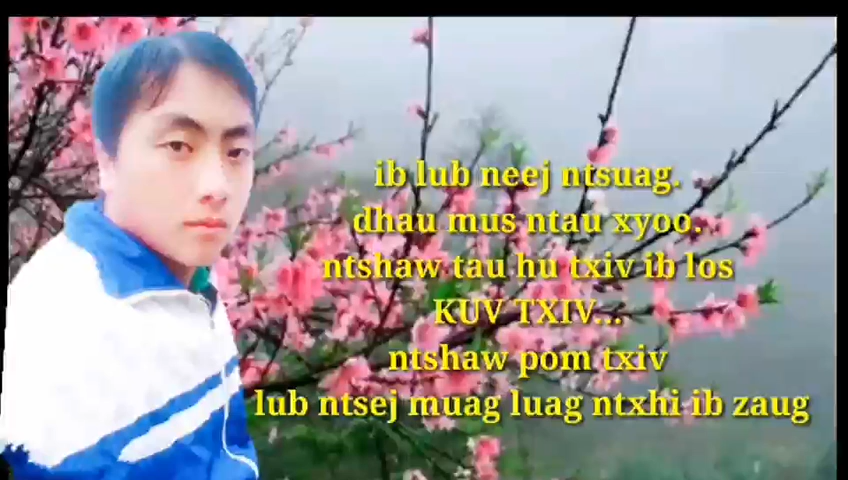 ib lub neej ntsuag.
dhau mus ntau xyoo.
ntshaw tau hu txiv ib los
KUV TXIV...
ntshaw pom txiv
lub ntsej muag luag ntxhi ib zaug